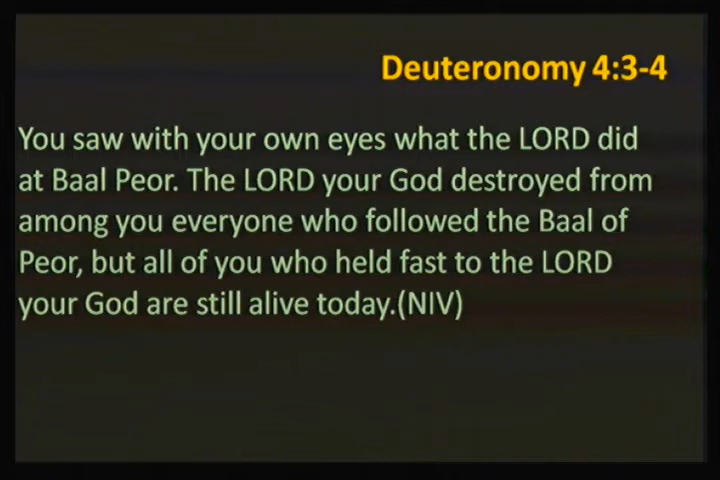 Deuteronomy 4:3-4
You saw with your own eyes what the LORD did
at Baal Peor. The LORD your God destroyed from
among you everyone who followed the Baal of
Peor, but all of you who held fast to the LORD
your God are still alive today.(NIV)